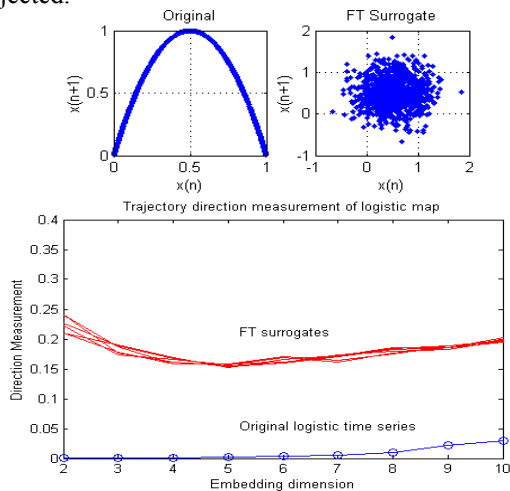 jected.
Original
FT Surrogate
x(n+1)
1
0.5
0
0
0.5
1
x(n)
x(n+1)
2
1
0
-1
-1
0
1
2
x(n)
Trajectory direction measurement of logistic map
Direction Measurement
0.4
0.35
0.3
0.25
0.2
0.15
0.1
0.05
0
FT surrogates
Original logistic time series
2
3
4
5
6
7
8
9
10
Embedding dimension